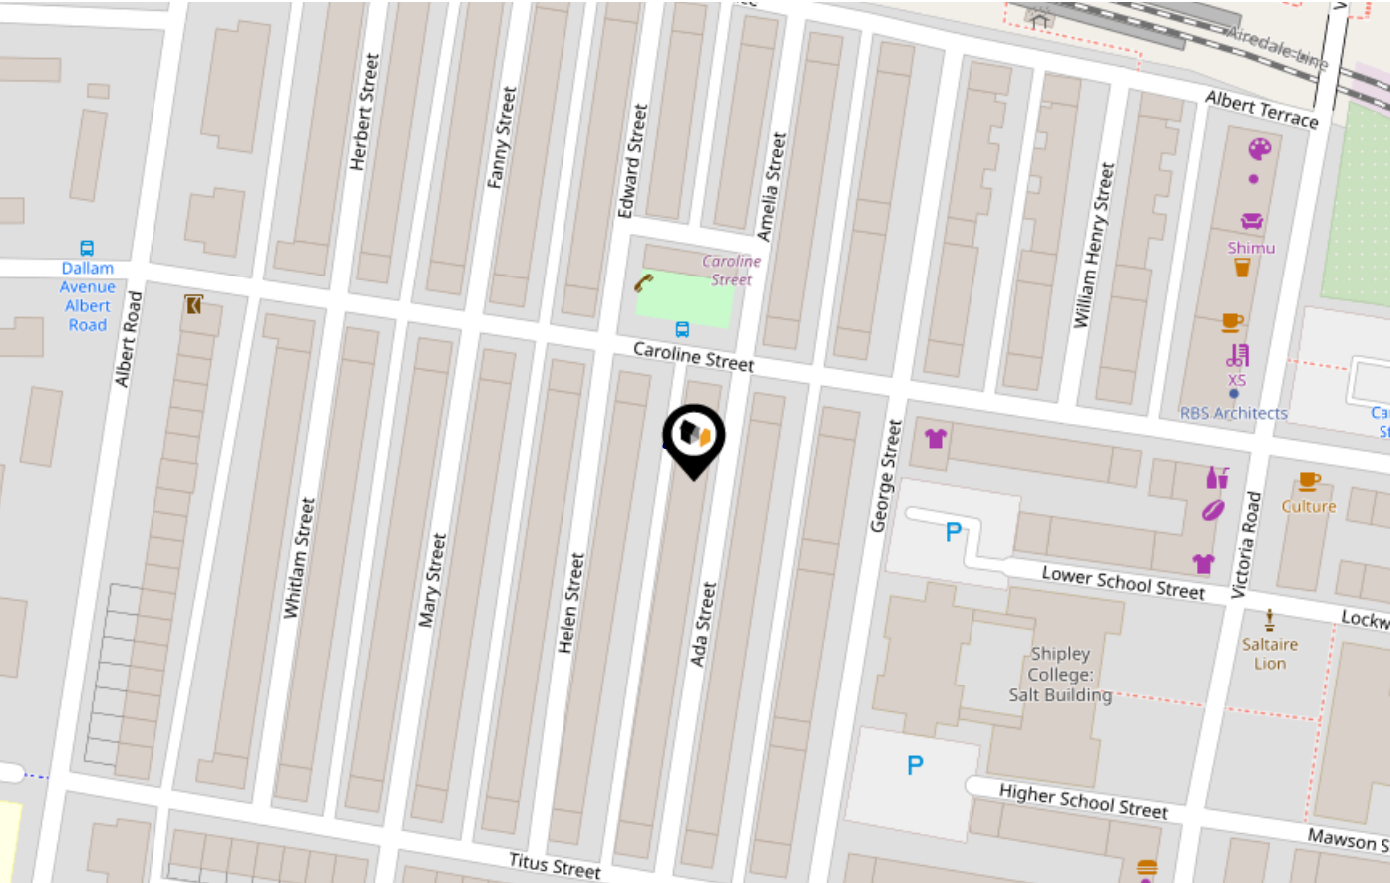 Airedale Line
Albert Terrace
Herbert Street
Fanny Street
Edward Street
Amelia Street
William Henry Street
Shimu
Caroline
Street
Dallam
Avenue
Albert
Road
Albert Road
Caroline Street
XS
RBS Architects
George Street
Culture
P
Whitlam Street
Mary Street
Helen Street
Ada Street
Victoria Road
Lower School Street
Lockw
Saltaire
Lion
Shipley
College:
Salt Building
P
Higher School Street
Mawson S
Titus Street